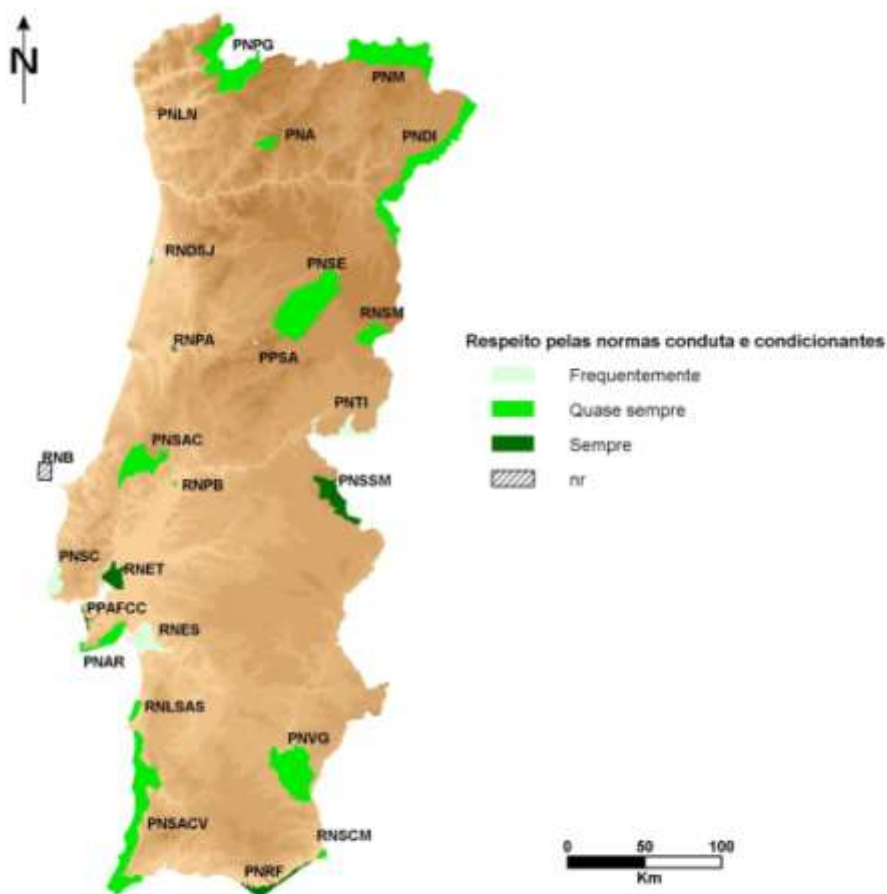 N
PNPG
PNM
PNLN
PNA
PNDI
RNDSJ
PNSE
RNSM
RNPA
PPSA
Respeito pelas normas conduta e condicionantes
Frequentemente
Quase sempre
Sempre
nr
PNTI
PNSAC
RNB
RNPB
PNSSM
PNSC
RNET
PPAFCC
RNES
PNAR
RNLSAS
PNVG
PNSACV
RNSCM
PNRF
0 50 100
Km